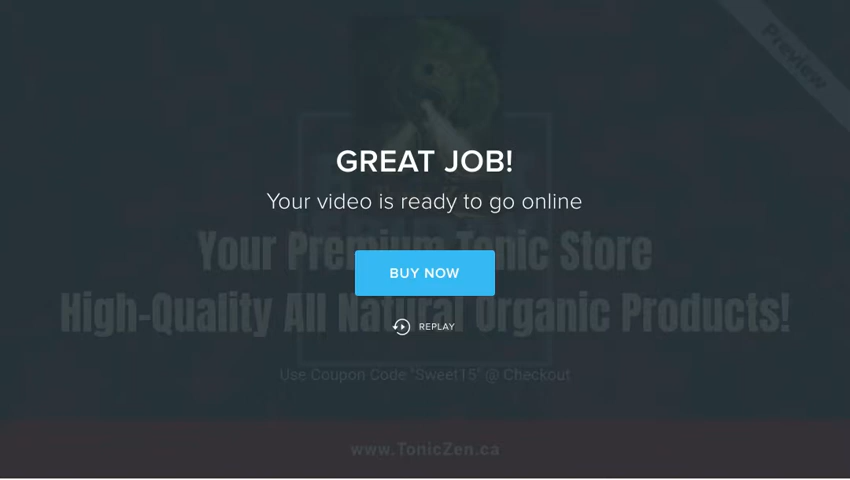 Preview
GREAT JOB!
Your video is ready to go online
Your Premium Tonic Store
BUY NOW
High-Quality All Natural Organic Products!
REPLAY
Use Coupon Code "Sweet15" @ Checkout
www.TonicZen.ca